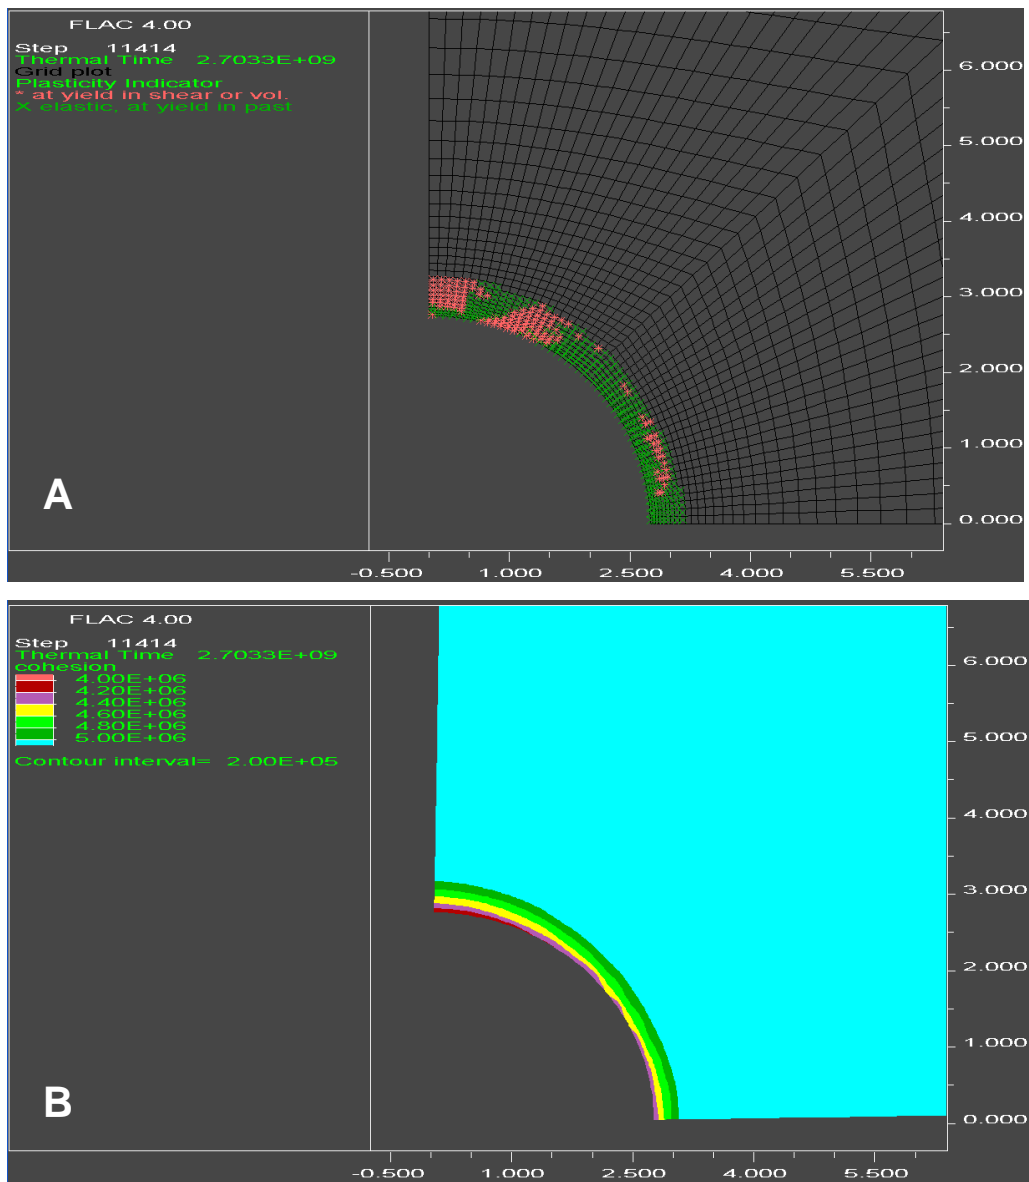 FLAC 4.00
Step 11414
Thermal Time 2.7033E+09
Grid plot
Plasticity Indicator
* at yield in shear or vol.
X elastic, at yield in past
6.000
5.000
4.000
3.000
2.000
1.000
0.000
A
-0.500 1.000 2.500 4.000 5.500
FLAC 4.00
Step 11414
Thermal Time 2.7033E+09
cohesion
4.00E+06
4.20E+06
4.40E+06
4.60E+06
4.80E+06
5.00E+06
Contour interval= 2.00E+05
6.000
5.000
4.000
3.000
2.000
1.000
0.000
B
-0.500 1.000 2.500 4.000 5.500